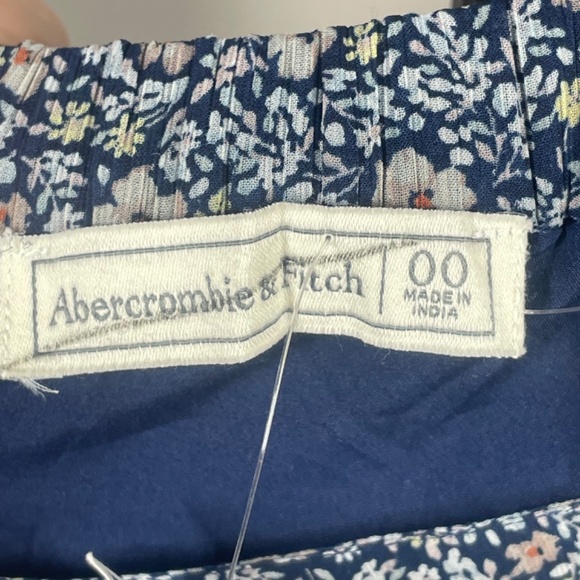 Abercrombie & Fitch
00
MADE IN
INDIA